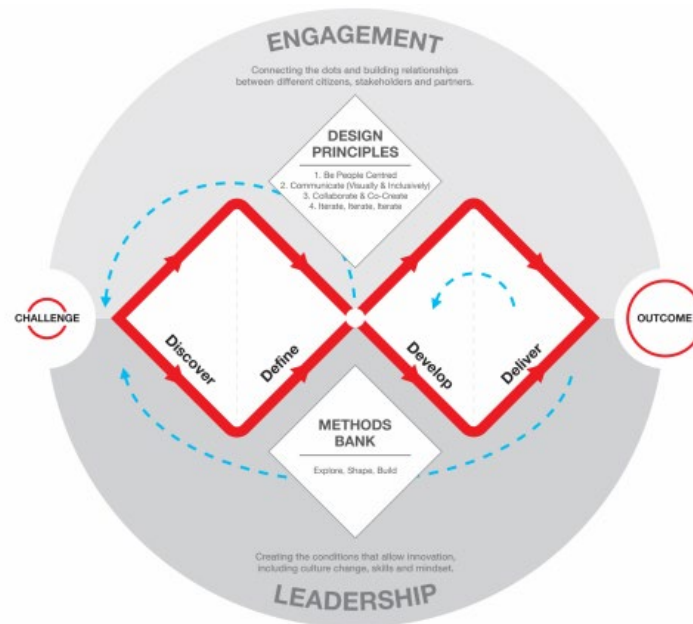 ENGAGEMENT
Connecting the dots and building relationships
between different citizens, stakeholders and partners.
DESIGN
PRINCIPLES
1. Be People Centred
2. Communicate (Visually & Inclusively)
3. Collaborate & Co-Create
4. Iterate, Iterate, Iterate
CHALLENGE
OUTCOME
Discover
Define
Develop
Deliver
METHODS
BANK
Explore, Shape, Build
Creating the conditions that allow innovation,
including culture change, skills and mindset.
LEADERSHIP